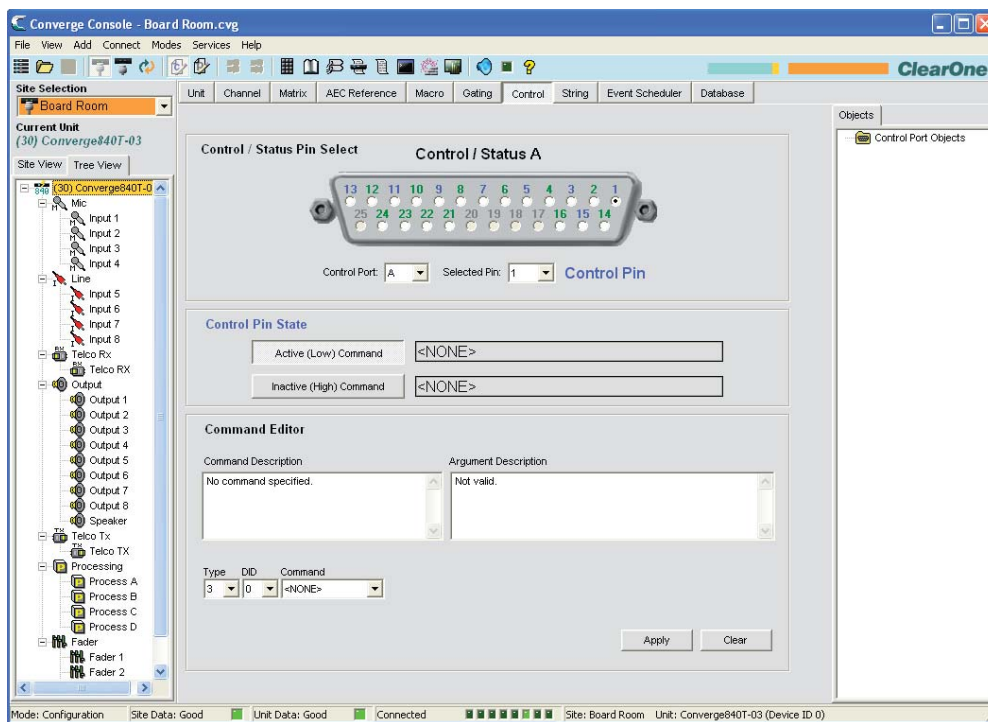 Converge Console - Board Room.cvg
File View Add Connect Modes Services Help
ClearOne
Site Selection
Board Room
Current Unit
(30) Converge840T-03
Site View Tree View
(30) Converge840T-0
Mic
Input 1
Input 2
Input 3
Input 4
Line
Input 5
Input 6
Input 7
Input 8
Telco Rx
Telco RX
Output
Output 1
Output 2
Output 3
Output 4
Output 5
Output 6
Output 7
Output 8
Speaker
Telco Tx
Telco TX
Processing
Process A
Process B
Process C
Process D
Fader
Fader 1
Fader 2
Unit Channel Matrix AEC Reference Macro Gating Control String Event Scheduler Database
Control / Status Pin Select
Control / Status A
13 12 11 10 9 8 7 6 5 4 3 2 1
25 24 23 22 21 20 19 18 17 16 15 14
Control Port: A Selected Pin: 1 Control Pin
Control Pin State
Active (Low) Command <NONE>
Inactive (High) Command <NONE>
Command Editor
Command Description Argument Description
No command specified. Not valid.
Type DID Command
3 0 <NONE>
Apply Clear
Objects
Control Port Objects
Mode: Configuration Site Data: Good Unit Data: Good Connected Site: Board Room Unit: Converge840T-03 (Device ID 0)